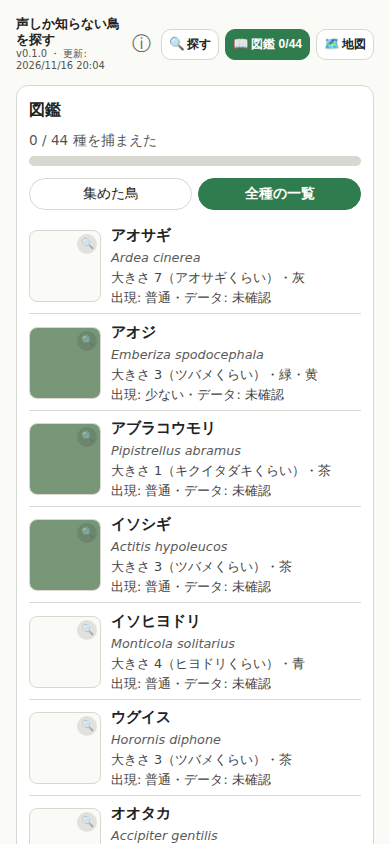 声しか知らない鳥
を探す
v0.1.0 · 更新:
2026/11/16 20:04
ⓘ
🔍 探す
📖 図鑑 0/44
🗺️ 地図
図鑑
0 / 44 種を捕まえた
集めた鳥
全種の一覧
アオサギ
Ardea cinerea
大きさ 7（アオサギくらい）・灰
出現: 普通・データ: 未確認
アオジ
Emberiza spodocephala
大きさ 3（ツバメくらい）・緑・黄
出現: 少ない・データ: 未確認
アブラコウモリ
Pipistrellus abramus
大きさ 1（キクイタダキくらい）・茶
出現: 普通・データ: 未確認
イソシギ
Actitis hypoleucos
大きさ 3（ツバメくらい）・茶
出現: 普通・データ: 未確認
イソヒヨドリ
Monticola solitarius
大きさ 4（ヒヨドリくらい）・青
出現: 普通・データ: 未確認
ウグイス
Horornis diphone
大きさ 3（ツバメくらい）・茶
出現: 普通・データ: 未確認
オオタカ
Accipiter gentilis